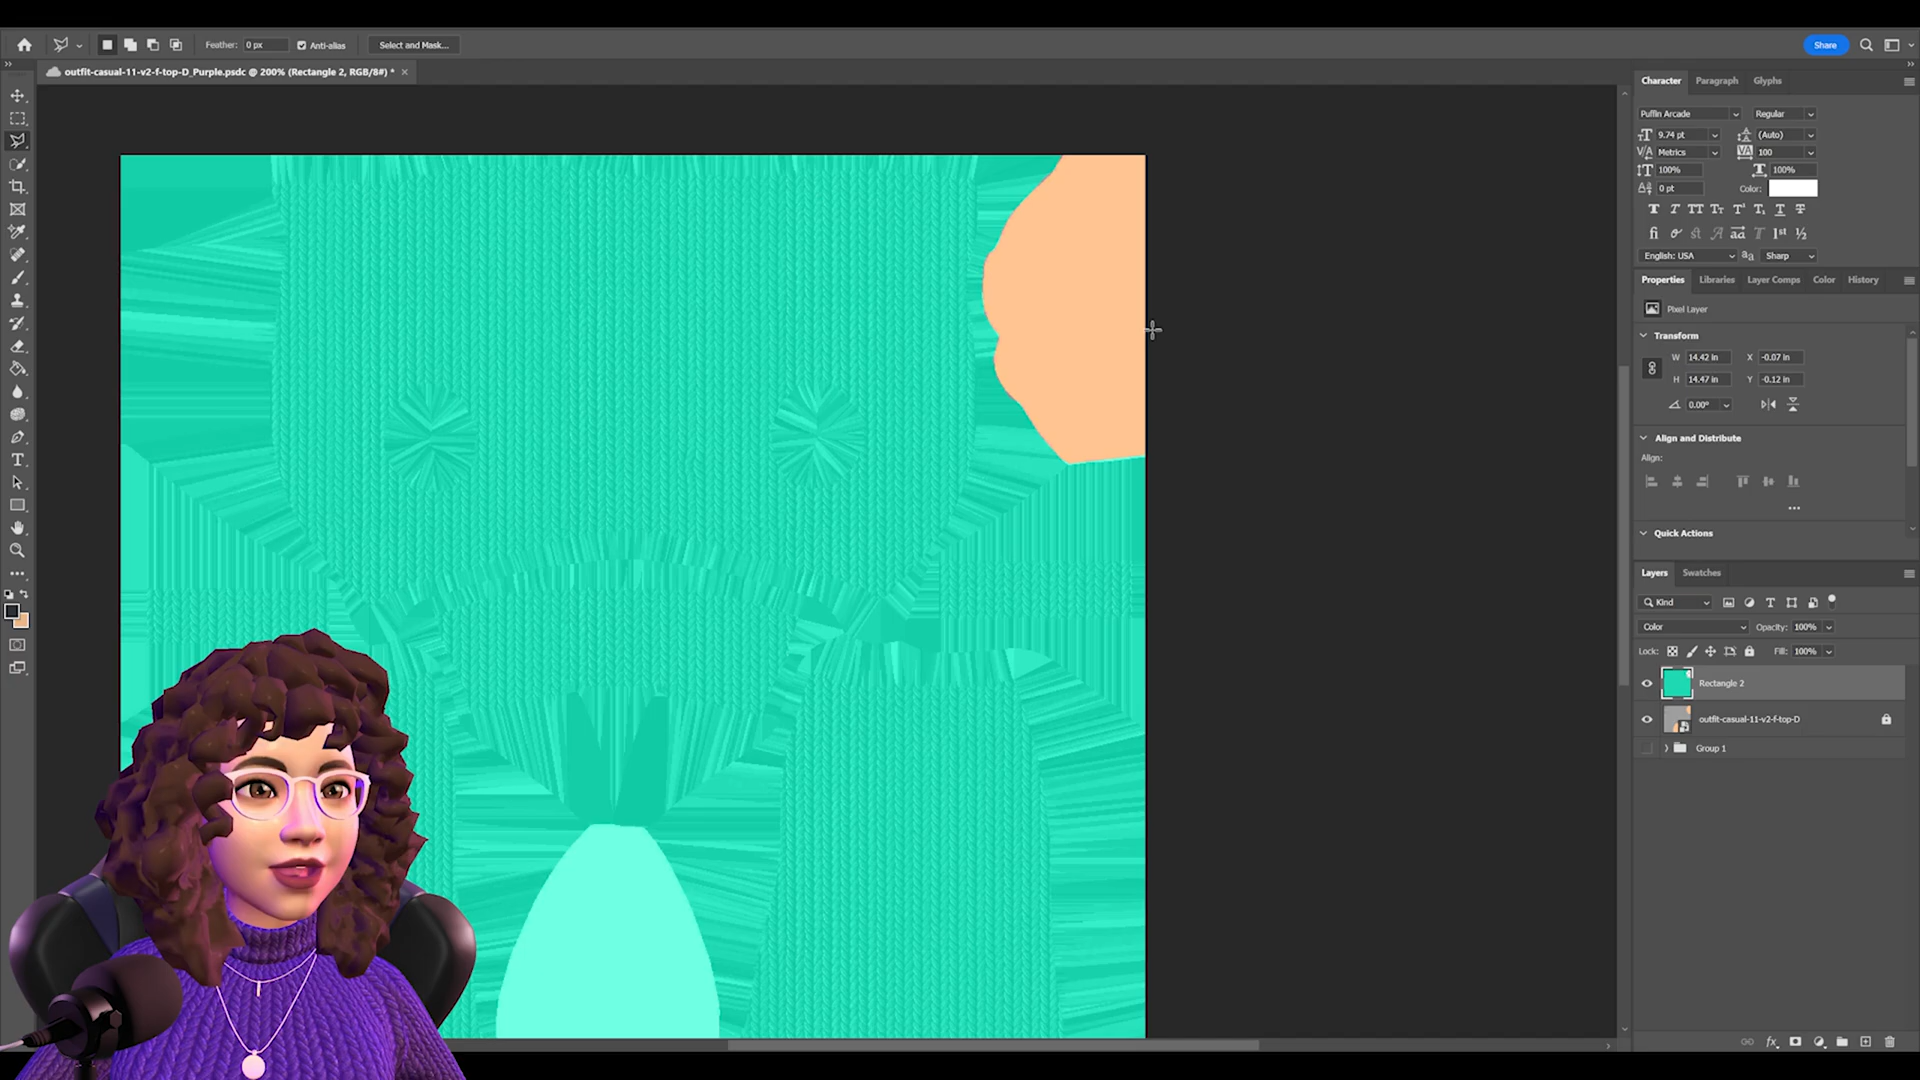 Feather: 0 px Anti-alias Select and Mask... Share
outfit-casual-11-v2-f-top-D_Purple.psdc @ 200% (Rectangle 2, RGB/8#) *
Character Paragraph Glyphs
Puffin Arcade Regular
9.74 pt (Auto)
Metrics 100
100% 100%
0 pt Color:
English: USA Sharp
Properties Libraries Layer Comps Color History
Pixel Layer
Transform
W 14.42 in X -0.07 in
H 14.47 in Y -0.12 in
0.00°
Align and Distribute
Align:
Quick Actions
Layers Swatches
Kind
Color Opacity: 100%
Lock: Fill: 100%
Rectangle 2
outfit-casual-11-v2-f-top-D
Group 1